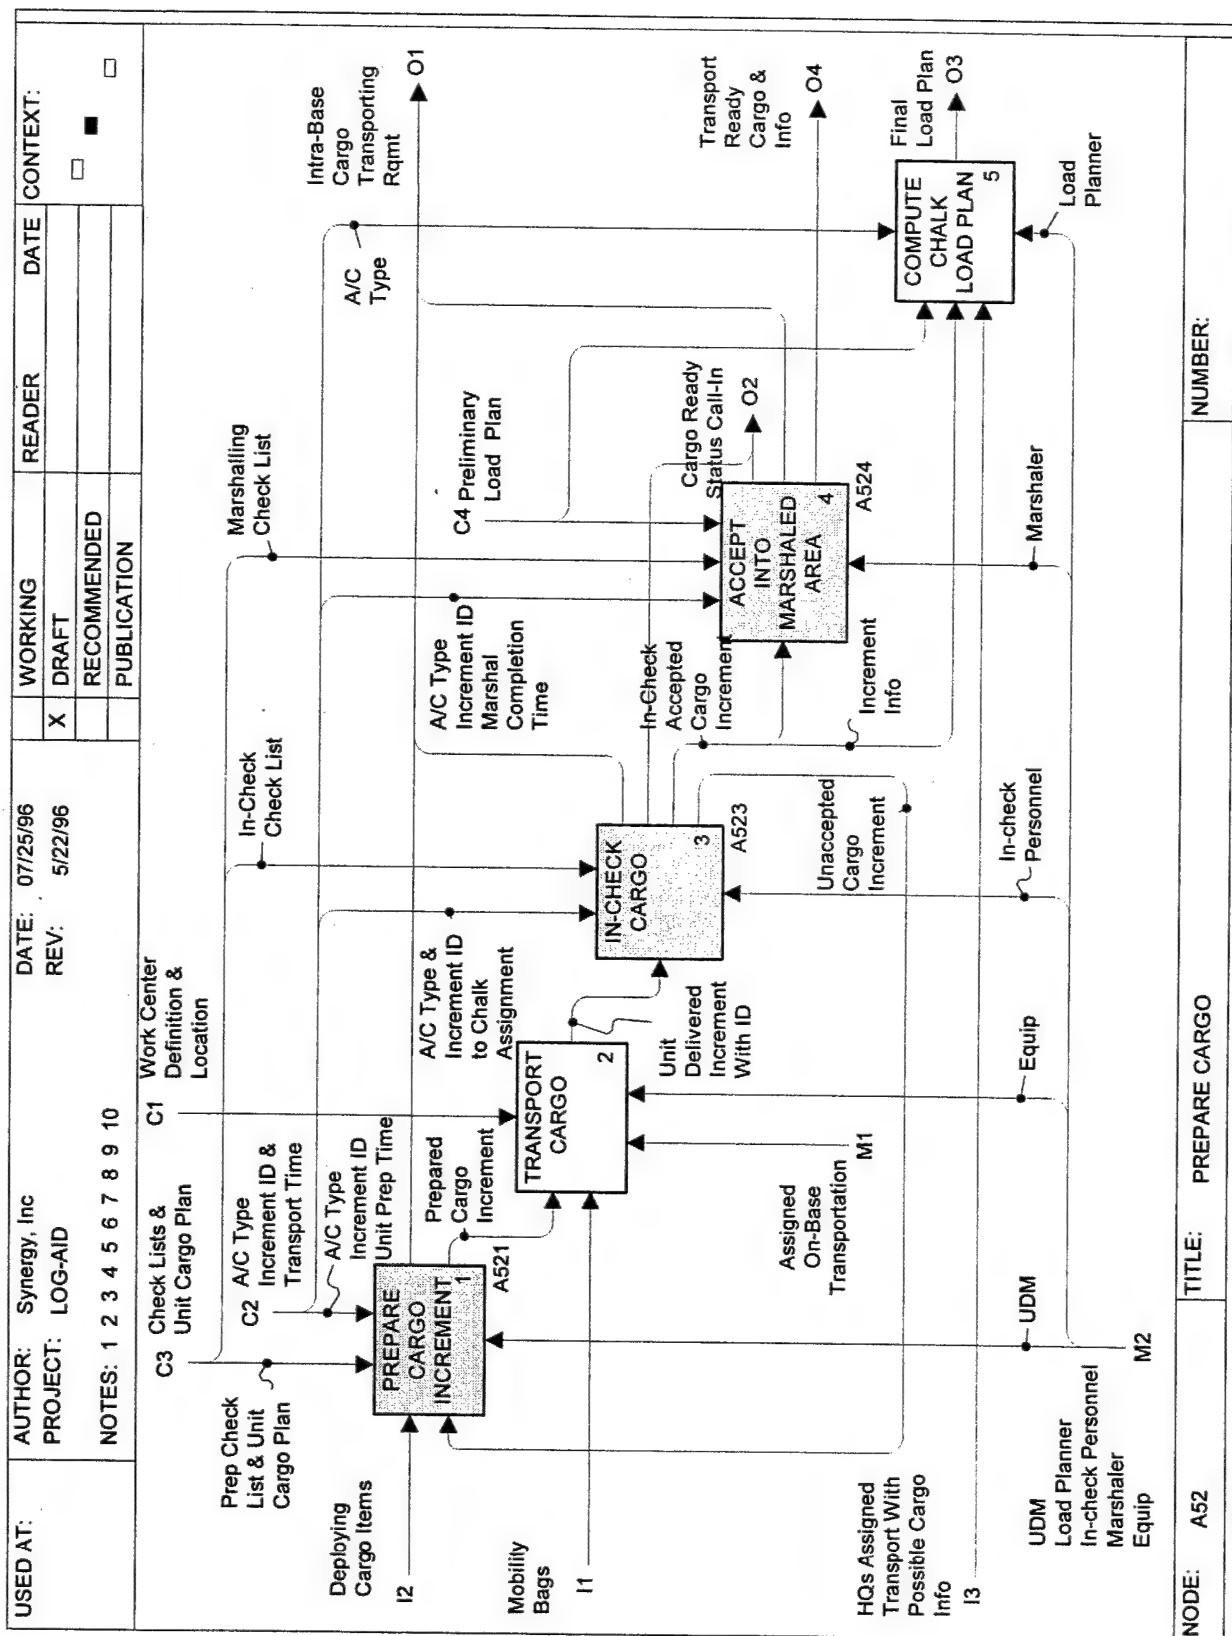 USED AT:
AUTHOR: Synergy, Inc
PROJECT: LOG-AID
NOTES: 1 2 3 4 5 6 7 8 9 10
DATE: 07/25/96
REV: 5/22/96
WORKING
X DRAFT
RECOMMENDED
PUBLICATION
READER
DATE
CONTEXT:
C3
Check Lists &
Unit Cargo Plan
C2
A/C Type
Increment ID &
Transport Time
C1
Work Center
Definition &
Location
In-Check
Check List
Marshalling
Check List
Intra-Base
Cargo
Transporting
Rqmt
O1
Prep Check
List & Unit
Cargo Plan
A/C Type
Increment ID
Unit Prep Time
A/C Type &
Increment ID
to Chalk
Assignment
A/C Type
Increment ID
Marshal
Completion
Time
C4 Preliminary
Load Plan
A/C
Type
Deploying
Cargo Items
I2
PREPARE
CARGO
INCREMENT
1
A521
Prepared
Cargo
Increment
Mobility
Bags
I1
TRANSPORT
CARGO
2
Unit
Delivered
Increment
With ID
IN-CHECK
CARGO
3
A523
In-Check
Accepted
Cargo
Increment
Cargo Ready
Status Call-In
O2
ACCEPT
INTO
MARSHALED
AREA
4
A524
Transport
Ready
Cargo &
Info
O4
Increment
Info
Unaccepted
Cargo
Increment
COMPUTE
CHALK
LOAD PLAN
5
Final
Load Plan
O3
Assigned
On-Base
Transportation
M1
HQs Assigned
Transport With
Possible Cargo
Info
I3
UDM
Equip
In-check
Personnel
Marshaler
Load
Planner
UDM
Load Planner
In-check Personnel
Marshaler
Equip
M2
NODE: A52
TITLE: PREPARE CARGO
NUMBER: